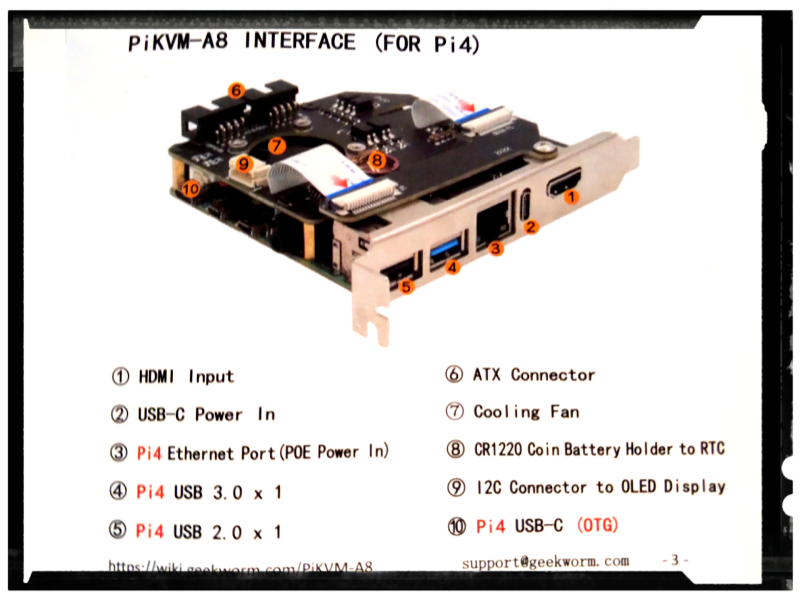 PiKVM-A8 INTERFACE (FOR Pi4)
6
7
9
8
10
1
2
3
4
5
① HDMI Input
② USB-C Power In
③ Pi4 Ethernet Port(POE Power In)
④ Pi4 USB 3.0 x 1
⑤ Pi4 USB 2.0 x 1
⑥ ATX Connector
⑦ Cooling Fan
⑧ CR1220 Coin Battery Holder to RTC
⑨ I2C Connector to OLED Display
⑩ Pi4 USB-C (OTG)
https://wiki.geekworm.com/PiKVM-A8
support@geekworm.com -3-